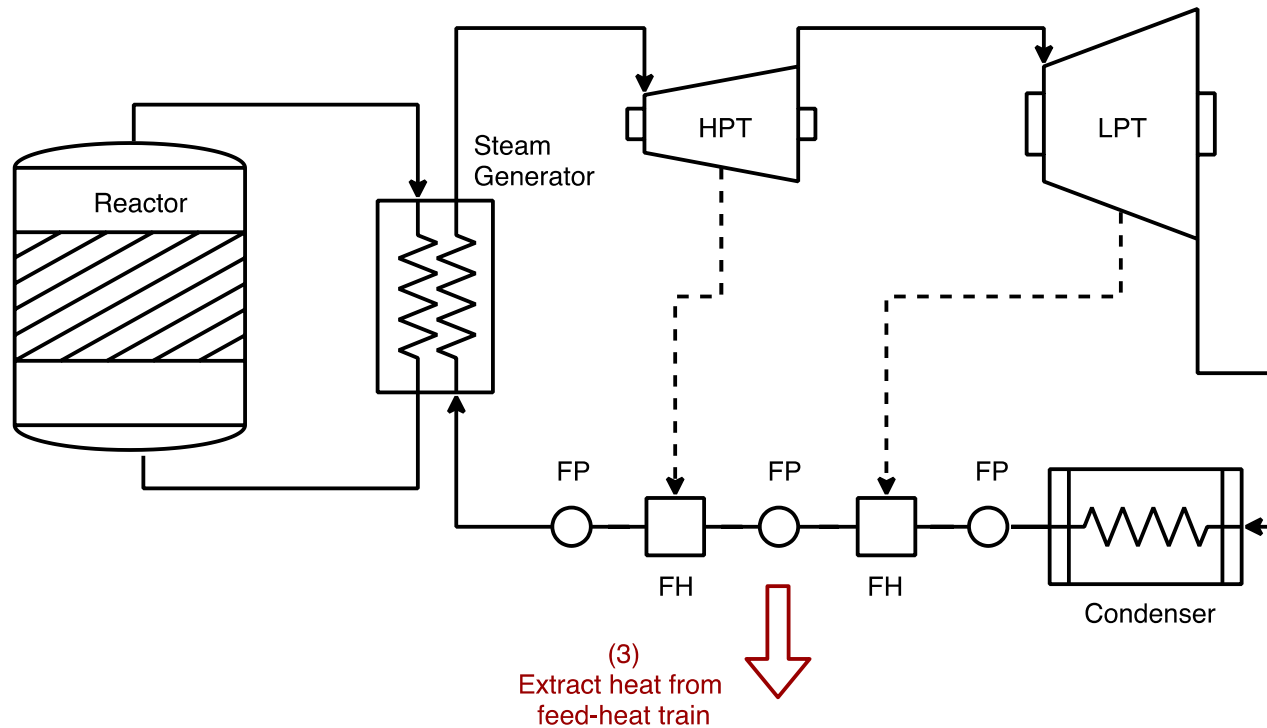 HPT
LPT
Steam
Generator
Reactor
FP
FP
FP
FH
FH
Condenser
(3)
Extract heat from
feed-heat train